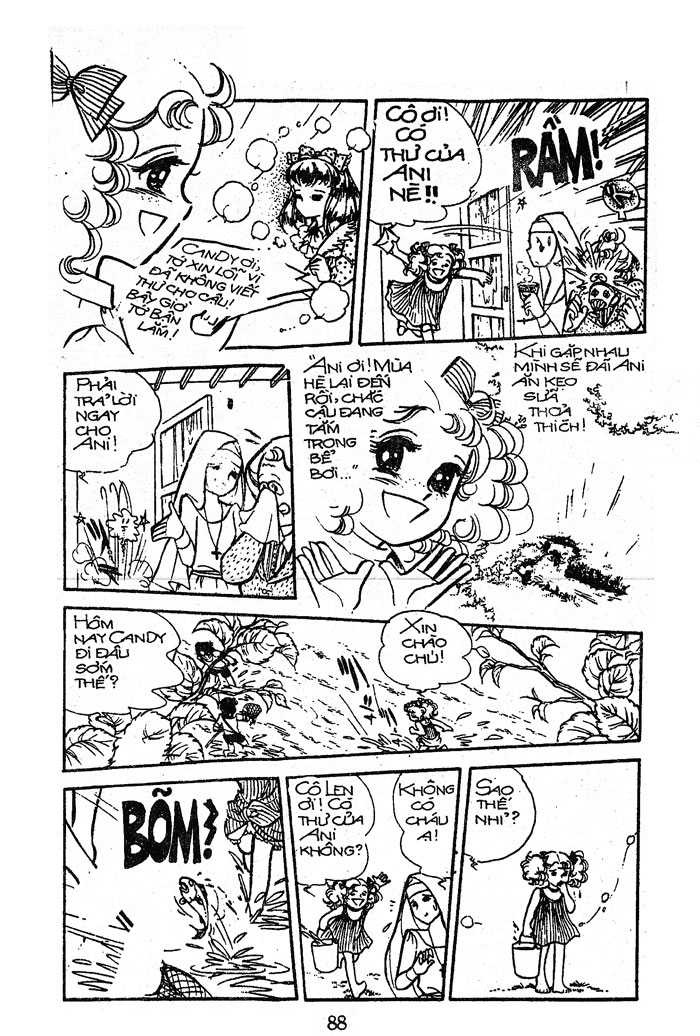 CANDY ƠI,
TỚ XIN LỖI VÌ
ĐÃ KHÔNG VIẾT
THƯ CHO CẬU!
BÂY GIỜ
TỚ BẬN
LẮM!
CÔ ƠI!
CÓ
THƯ CỦA
ANI
NÈ!!
RẦM!
PHẢI
TRẢ LỜI
NGAY
CHO
ANI!
"ANI ƠI! MÙA
HÈ LẠI ĐẾN
RỒI, CHẮC
CẬU ĐANG
TẮM
TRONG
BỂ
BƠI..."
KHI GẶP NHAU
MÌNH SẼ ĐÃI ANI
ĂN KẸO
SỮA
THỎA
THÍCH!
HÔM
NAY CANDY
ĐI ĐÂU
SỚM
THẾ?
XIN
CHÀO
CHÚ!
BÕM!
CÔ LEN
ƠI! CÓ
THƯ CỦA
ANI
KHÔNG?
KHÔNG
CÓ
CHÁU
Ạ!
SAO
THẾ
NHỈ?
88